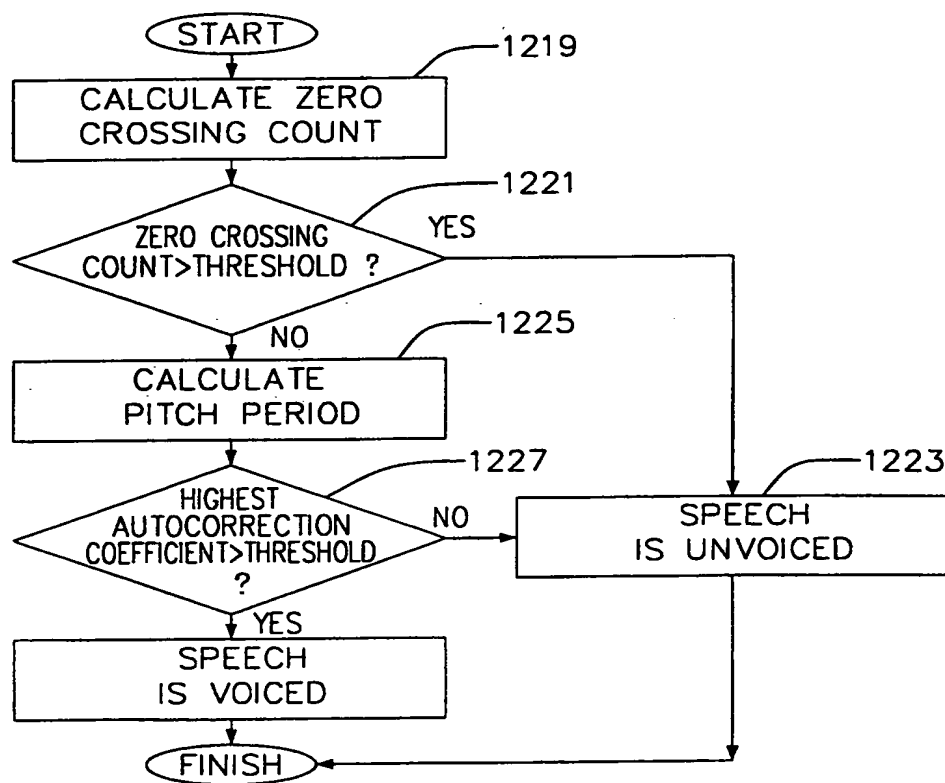 START
1219
CALCULATE ZERO
CROSSING COUNT
1221
YES
ZERO CROSSING
COUNT>THRESHOLD ?
NO
1225
CALCULATE
PITCH PERIOD
1227
HIGHEST
AUTOCORRECTION
COEFFICIENT>THRESHOLD
?
NO
1223
SPEECH
IS UNVOICED
YES
SPEECH
IS VOICED
FINISH